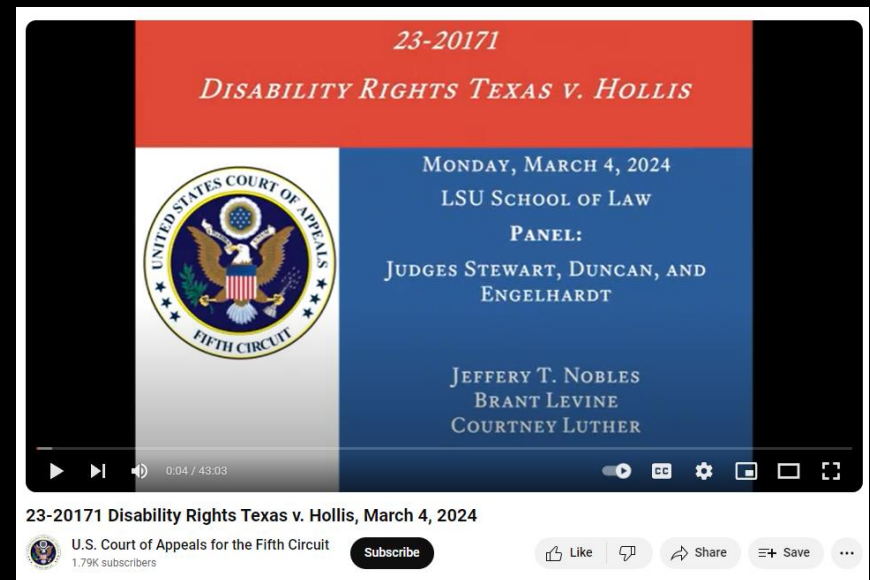 23-20171
DISABILITY RIGHTS TEXAS V. HOLLIS
MONDAY, MARCH 4, 2024
LSU SCHOOL OF LAW
PANEL:
JUDGES STEWART, DUNCAN, AND
ENGELHARDT
UNITED STATES COURT OF APPEALS
FIFTH CIRCUIT
JEFFERY T. NOBLES
BRANT LEVINE
COURTNEY LUTHER
0:04 / 43:03
CC
23-20171 Disability Rights Texas v. Hollis, March 4, 2024
U.S. Court of Appeals for the Fifth Circuit
1.79K subscribers
Subscribe
Like
Share
Save